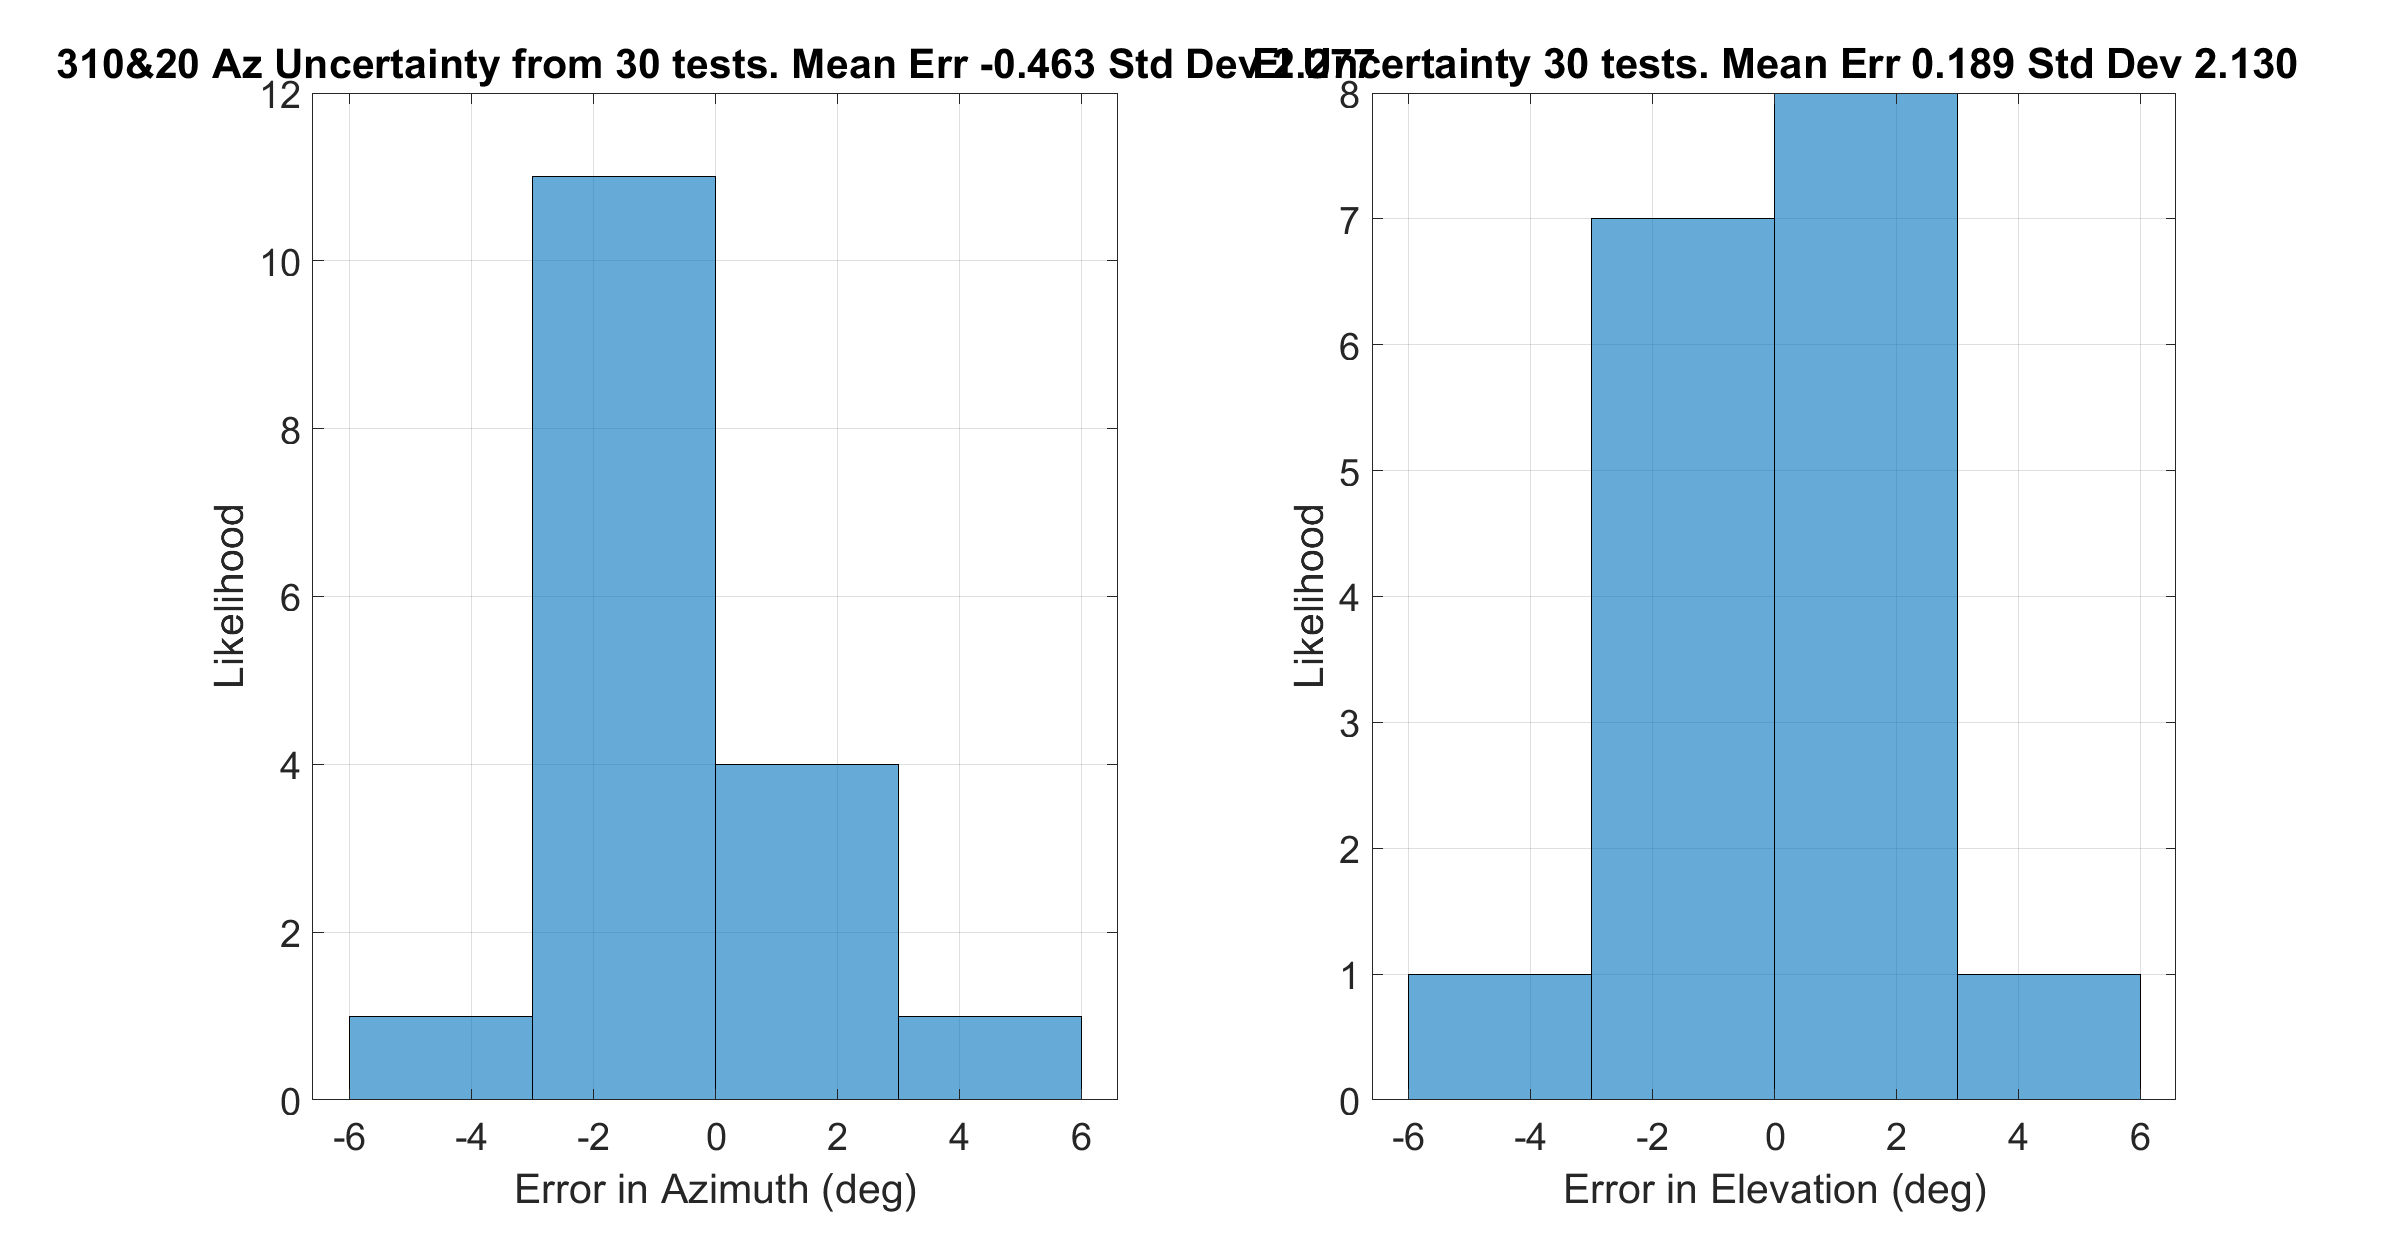 310&20 Az Uncertainty from 30 tests. Mean Err -0.463 Std Dev
El Uncertainty 30 tests. Mean Err 0.189 Std Dev 2.130
12
10
8
6
4
2
0
Likelihood
-6 -4 -2 0 2 4 6
Error in Azimuth (deg)
8
7
6
5
4
3
2
1
0
Likelihood
-6 -4 -2 0 2 4 6
Error in Elevation (deg)